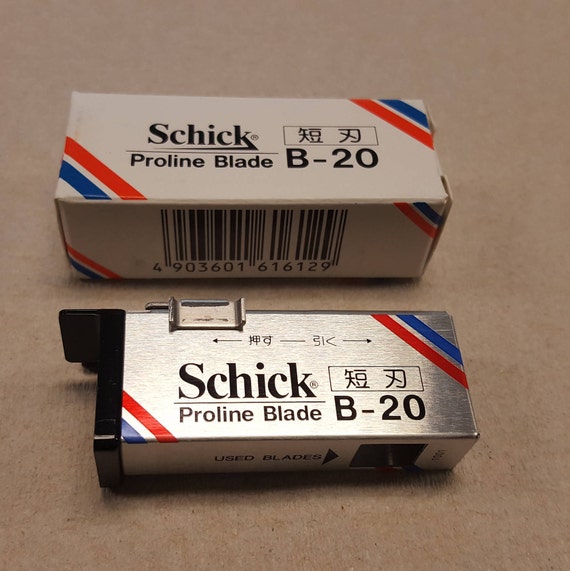 Schick® 短刃
Proline Blade B-20
4 903601 616129
← 押す — 引く →
Schick® 短刃
Proline Blade B-20
USED BLADES▶